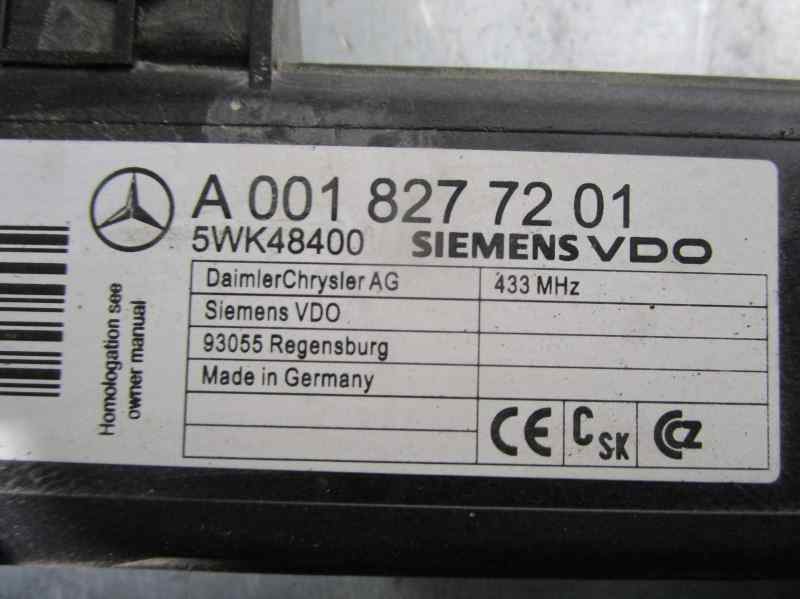 A 001 827 72 01
5WK48400 SIEMENS VDO
DaimlerChrysler AG 433 MHz
Siemens VDO
93055 Regensburg
Made in Germany
CE C SK CCZ
Homologation see
owner manual